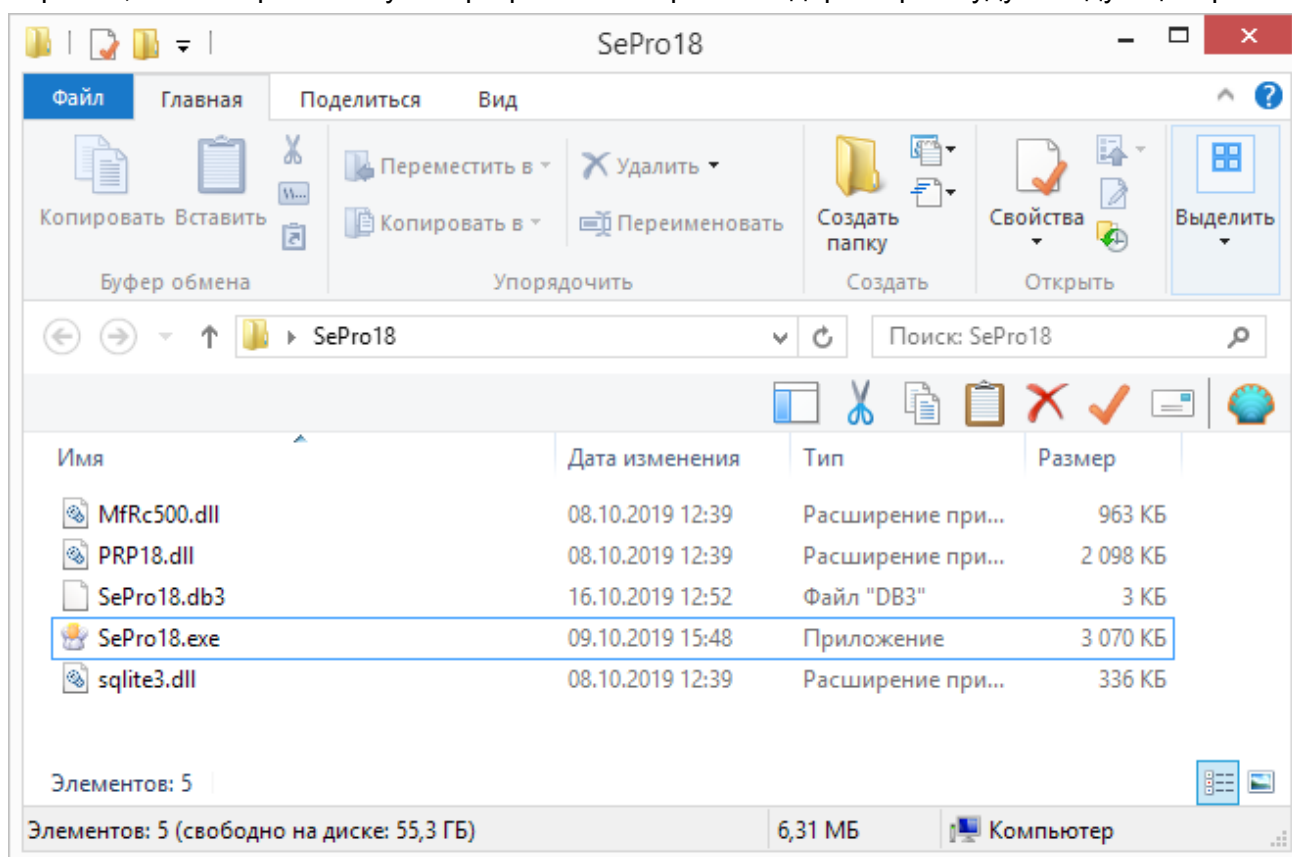 SePro18
Файл Главная Поделиться Вид
Копировать Вставить Переместить в Копировать в Удалить Переименовать Создать папку Свойства Выделить
Буфер обмена Упорядочить Создать Открыть
SePro18 Поиск: SePro18
Имя Дата изменения Тип Размер
MfRc500.dll 08.10.2019 12:39 Расширение при... 963 КБ
PRP18.dll 08.10.2019 12:39 Расширение при... 2 098 КБ
SePro18.db3 16.10.2019 12:52 Файл "DB3" 3 КБ
SePro18.exe 09.10.2019 15:48 Приложение 3 070 КБ
sqlite3.dll 08.10.2019 12:39 Расширение при... 336 КБ
Элементов: 5
Элементов: 5 (свободно на диске: 55,3 ГБ) 6,31 МБ Компьютер